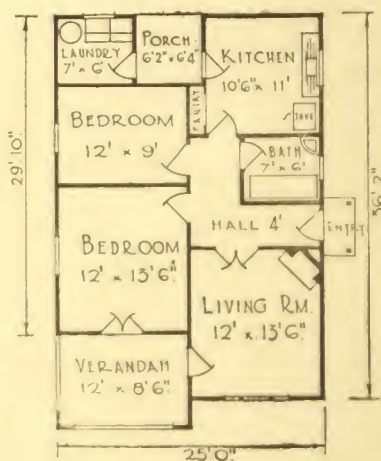 LAUNDRY
7' × 6'
PORCH
6'2" × 6'4"
KITCHEN
10'6" × 11'
PANTRY
STOVE
BEDROOM
12' × 9'
BATH
7' × 6'
HALL 4'
ENTRY
BEDROOM
12' × 13'6"
LIVING RM.
12' × 13'6"
VERANDAH
12' × 8'6"
29'.10"
36'.2"
25'0"